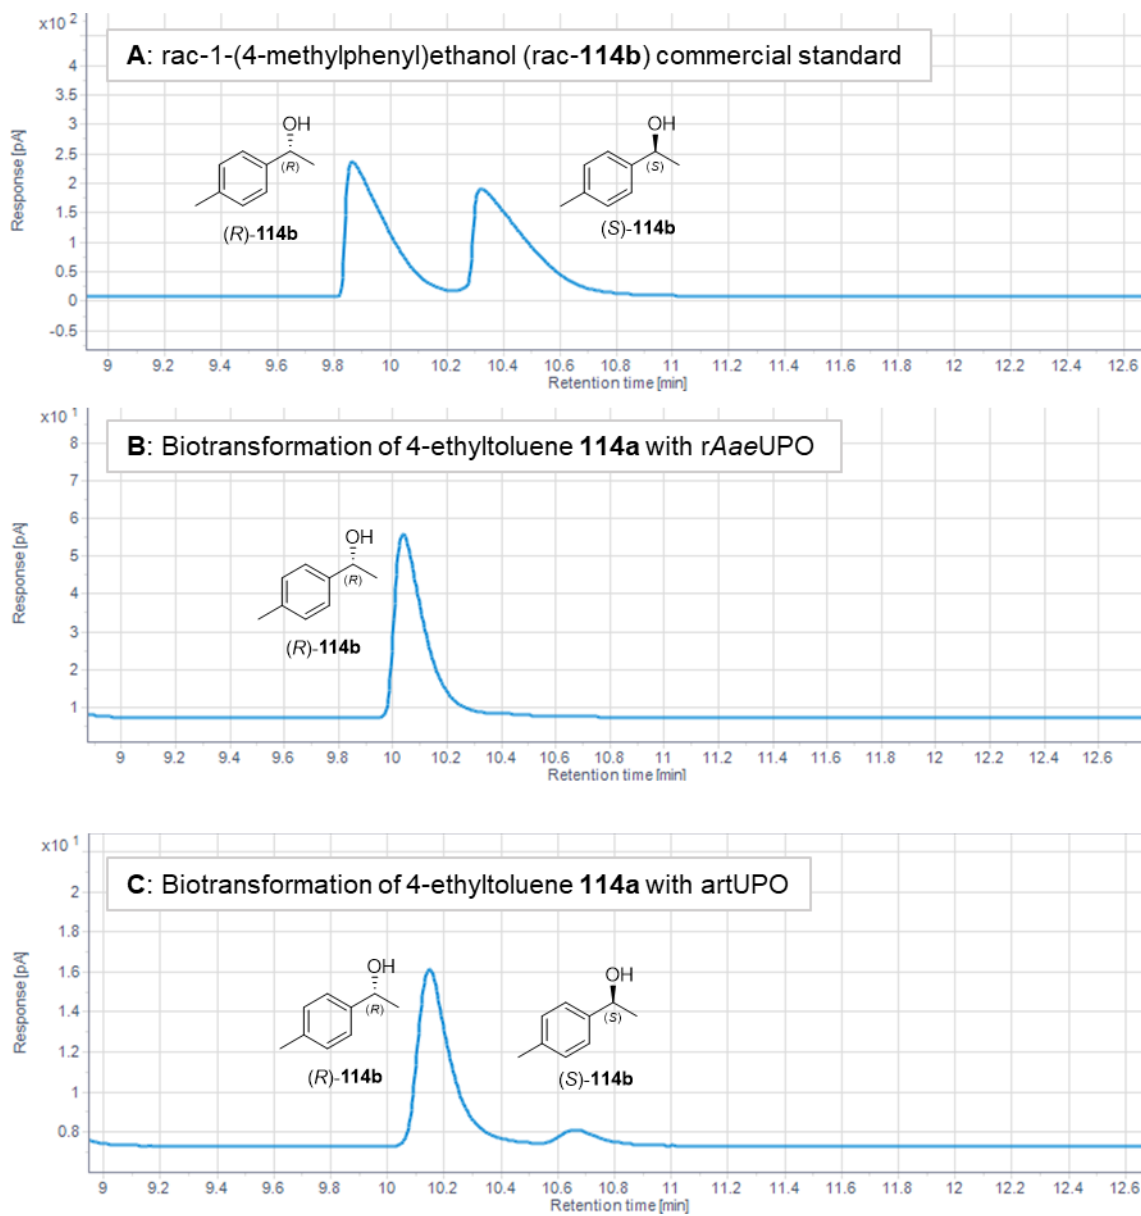 x10 2
A: rac-1-(4-methylphenyl)ethanol (rac-114b) commercial standard
4
3.5
3
2.5
2
1.5
1
0.5
0
-0.5
Response [pA]
OH
(R)
(R)-114b
OH
(S)
(S)-114b
9 9.2 9.4 9.6 9.8 10 10.2 10.4 10.6 10.8 11 11.2 11.4 11.6 11.8 12 12.2 12.4 12.6
Retention time [min]
x10 1
B: Biotransformation of 4-ethyltoluene 114a with rAaeUPO
8
7
6
5
4
3
2
1
Response [pA]
OH
(R)
(R)-114b
9 9.2 9.4 9.6 9.8 10 10.2 10.4 10.6 10.8 11 11.2 11.4 11.6 11.8 12 12.2 12.4 12.6
Retention time [min]
x10 1
C: Biotransformation of 4-ethyltoluene 114a with artUPO
2
1.8
1.6
1.4
1.2
1
0.8
Response [pA]
OH
(R)
(R)-114b
OH
(S)
(S)-114b
9 9.2 9.4 9.6 9.8 10 10.2 10.4 10.6 10.8 11 11.2 11.4 11.6 11.8 12 12.2 12.4 12.6
Retention time [min]